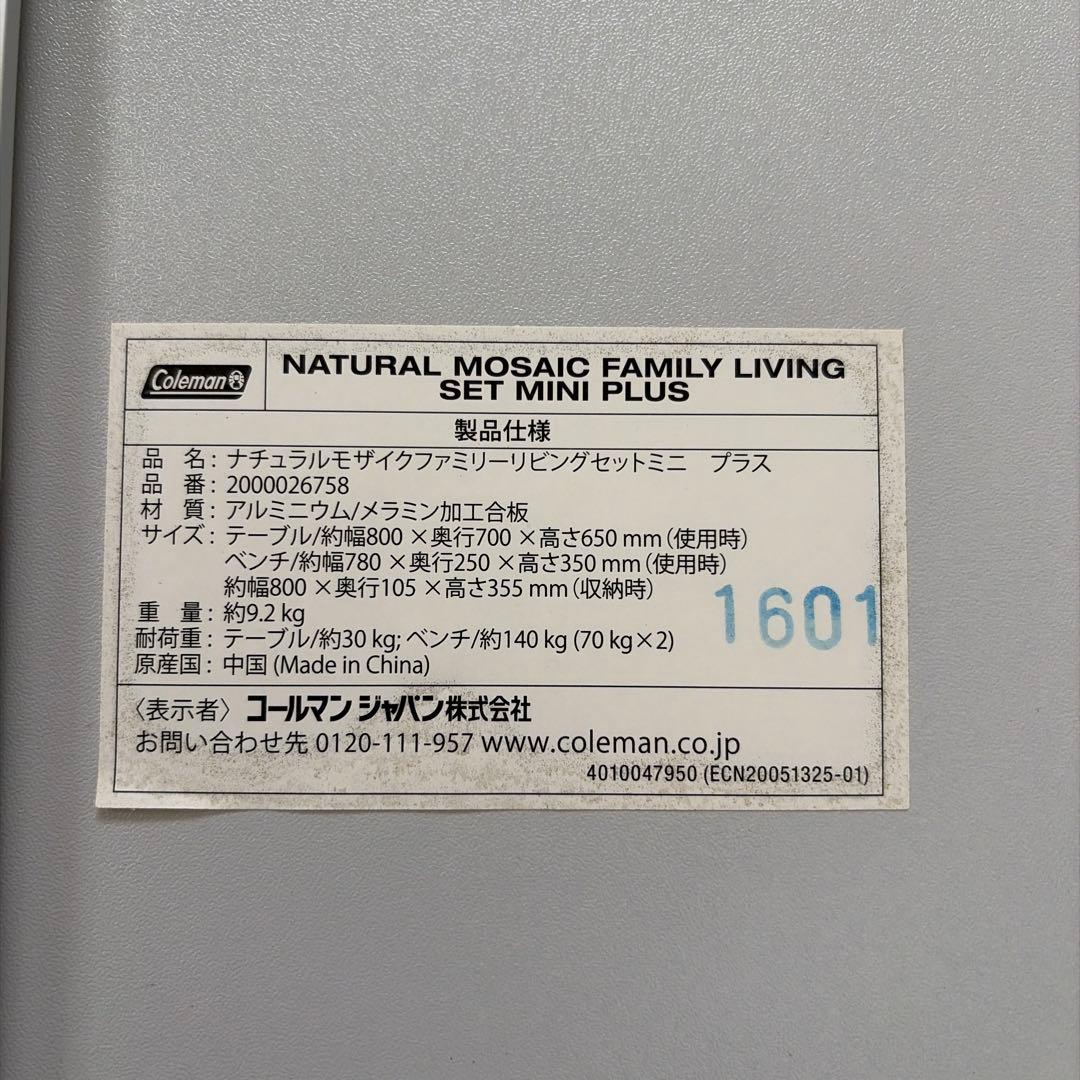 Coleman
NATURAL MOSAIC FAMILY LIVING
SET MINI PLUS
製品仕様
品 名：ナチュラルモザイクファミリーリビングセットミニ プラス
品 番：2000026758
材 質：アルミニウム/メラミン加工合板
サイズ：テーブル/約幅800×奥行700×高さ650 mm（使用時）
ベンチ/約幅780×奥行250×高さ350 mm（使用時）
約幅800×奥行105×高さ355 mm（収納時）
重 量：約9.2 kg
耐荷重：テーブル/約30 kg; ベンチ/約140 kg (70 kg×2)
原産国：中国 (Made in China)
1601
〈表示者〉 コールマン ジャパン株式会社
お問い合わせ先 0120-111-957 www.coleman.co.jp
4010047950 (ECN20051325-01)